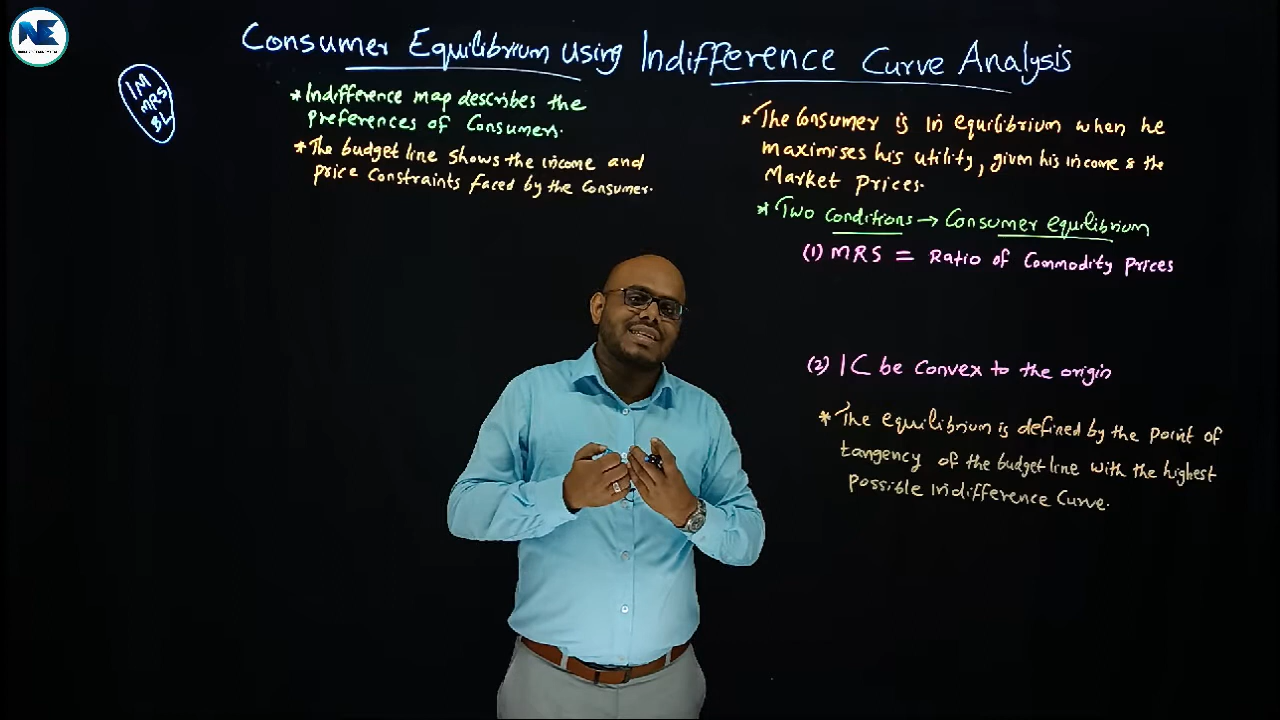 NE
Consumer Equilibrium using Indifference Curve Analysis
IM
MRS
BL
* Indifference map describes the
preferences of Consumers.
* The budget line shows the income and
price constraints faced by the Consumer.
* The Consumer is in equilibrium when he
maximises his utility, given his income & the
Market Prices.
* Two conditions → Consumer equilibrium
(1) MRS = Ratio of Commodity Prices
(2) IC be convex to the origin
* The equilibrium is defined by the point of
tangency of the budget line with the highest
possible indifference Curve.